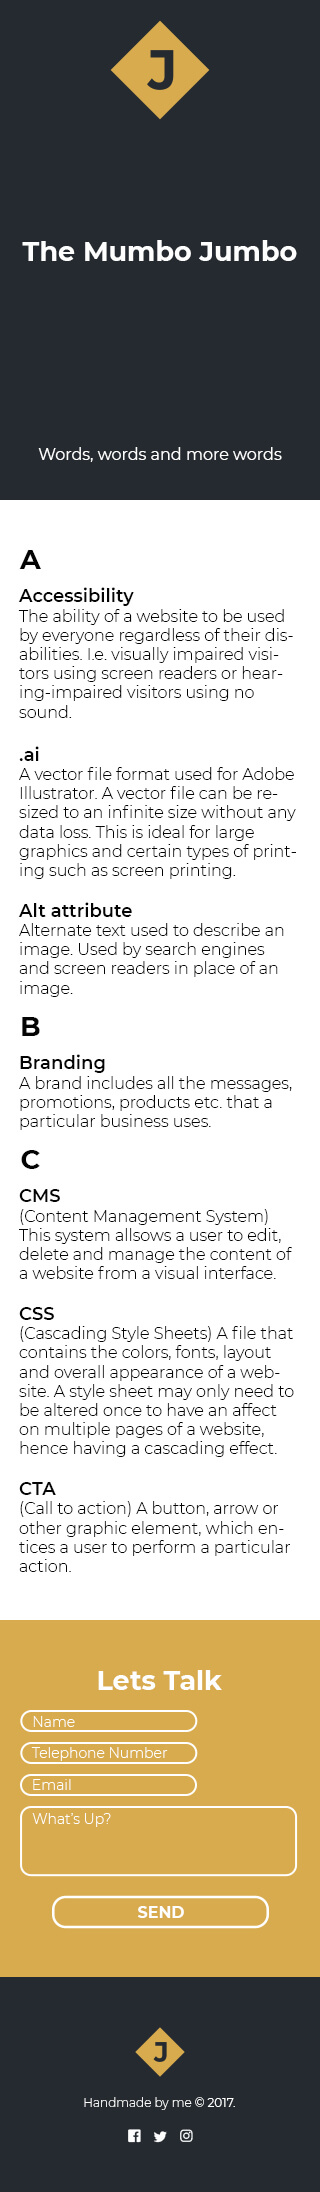 J
The Mumbo Jumbo
Words, words and more words
A
Accessibility
The ability of a website to be used
by everyone regardless of their dis-
abilities. I.e. visually impaired visi-
tors using screen readers or hear-
ing-impaired visitors using no
sound.
.ai
A vector file format used for Adobe
Illustrator. A vector file can be re-
sized to an infinite size without any
data loss. This is ideal for large
graphics and certain types of print-
ing such as screen printing.
Alt attribute
Alternate text used to describe an
image. Used by search engines
and screen readers in place of an
image.
B
Branding
A brand includes all the messages,
promotions, products etc. that a
particular business uses.
C
CMS
(Content Management System)
This system allsows a user to edit,
delete and manage the content of
a website from a visual interface.
CSS
(Cascading Style Sheets) A file that
contains the colors, fonts, layout
and overall appearance of a web-
site. A style sheet may only need to
be altered once to have an affect
on multiple pages of a website,
hence having a cascading effect.
CTA
(Call to action) A button, arrow or
other graphic element, which en-
tices a user to perform a particular
action.
Lets Talk
Name
Telephone Number
Email
What's Up?
SEND
J
Handmade by me © 2017.